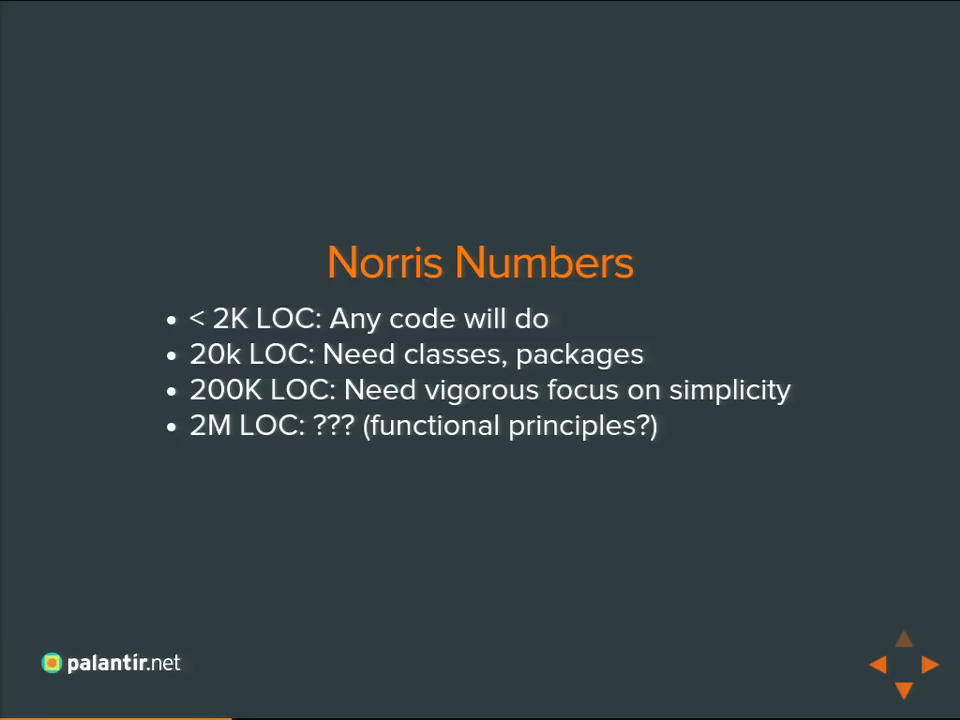 Norris Numbers
• < 2K LOC: Any code will do
• 20k LOC: Need classes, packages
• 200K LOC: Need vigorous focus on simplicity
• 2M LOC: ??? (functional principles?)
palantir.net